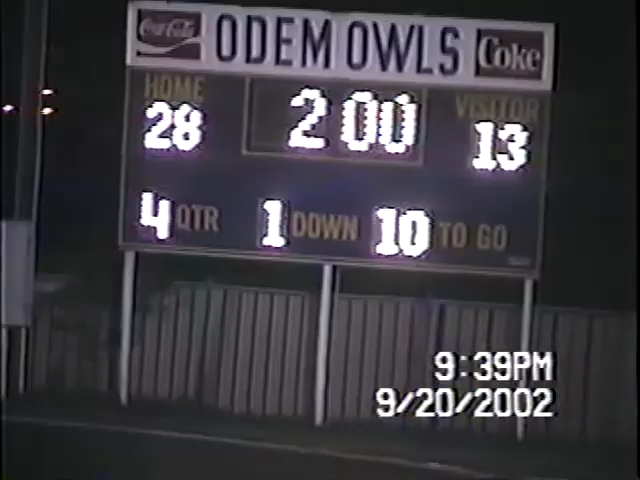 Coca-Cola ODEM OWLS Coke
HOME 2 00 VISITOR
28 13
4 QTR 1 DOWN 10 TO GO
9:39PM
9/20/2002